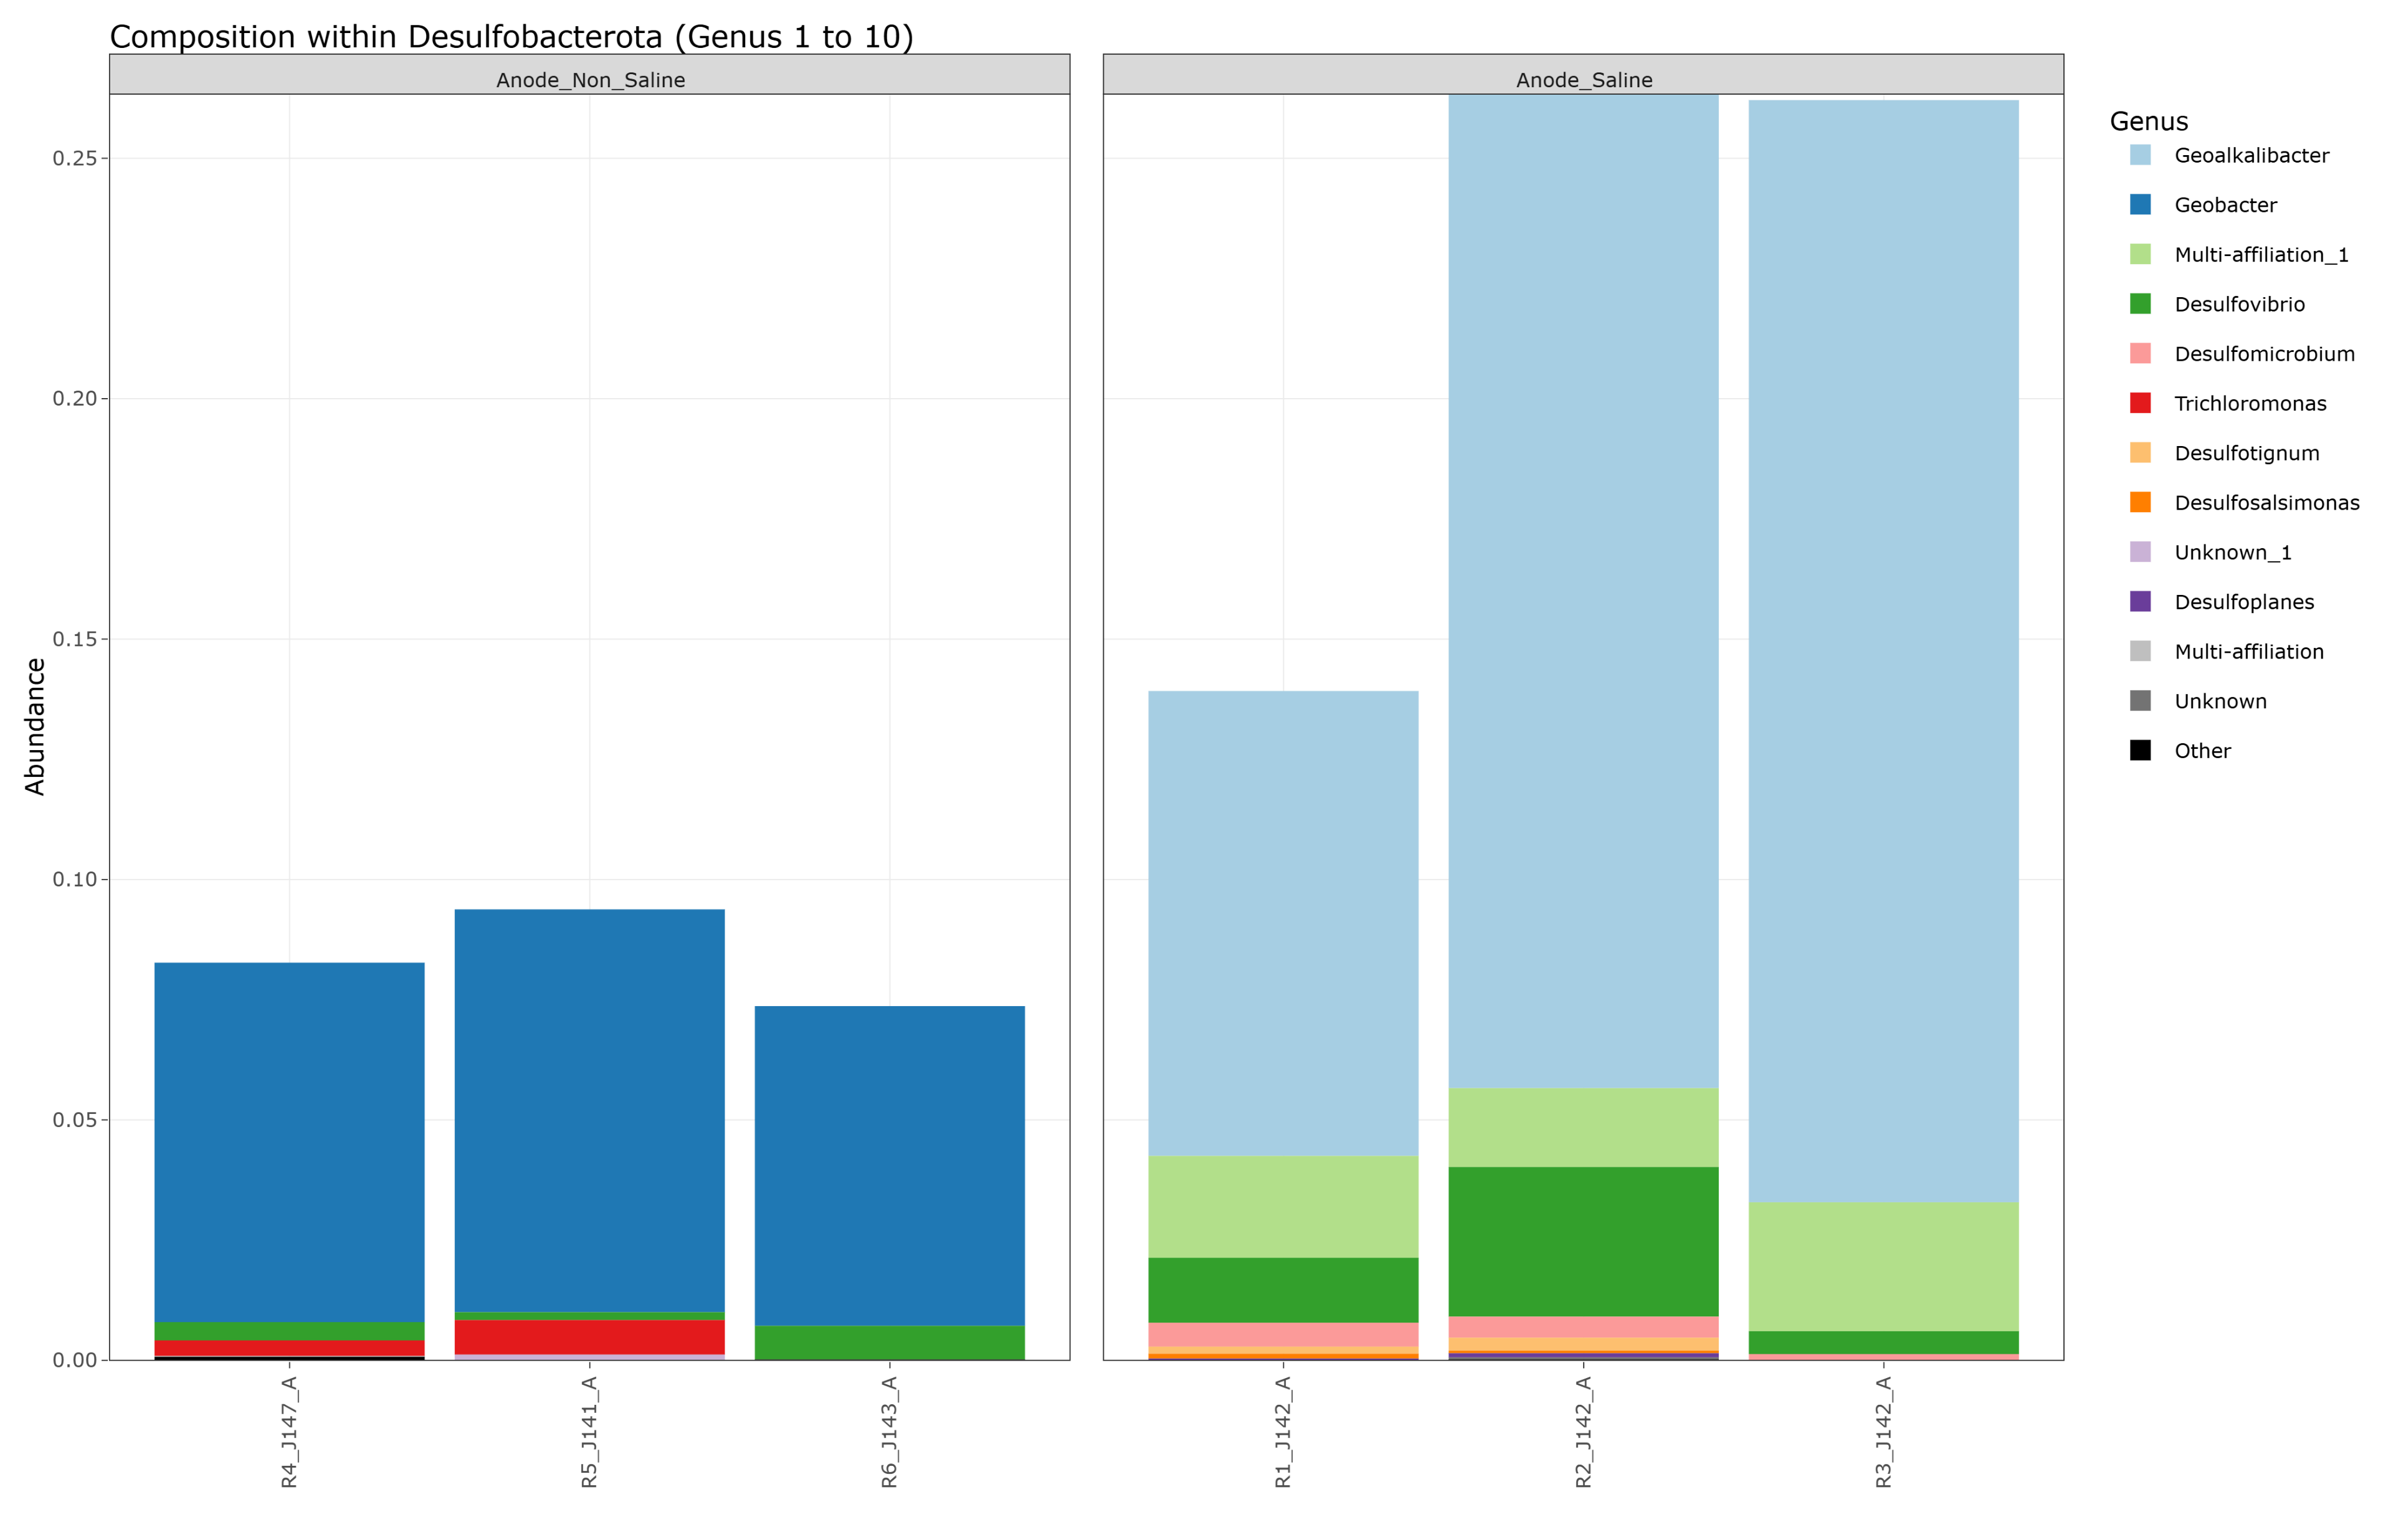 Composition within Desulfobacterota (Genus 1 to 10)
Anode_Non_Saline
Anode_Saline
Abundance
0.25
0.20
0.15
0.10
0.05
0.00
R4_J147_A
R5_J141_A
R6_J143_A
R1_J142_A
R2_J142_A
R3_J142_A
Genus
Geoalkalibacter
Geobacter
Multi-affiliation_1
Desulfovibrio
Desulfomicrobium
Trichloromonas
Desulfotignum
Desulfosalsimonas
Unknown_1
Desulfoplanes
Multi-affiliation
Unknown
Other